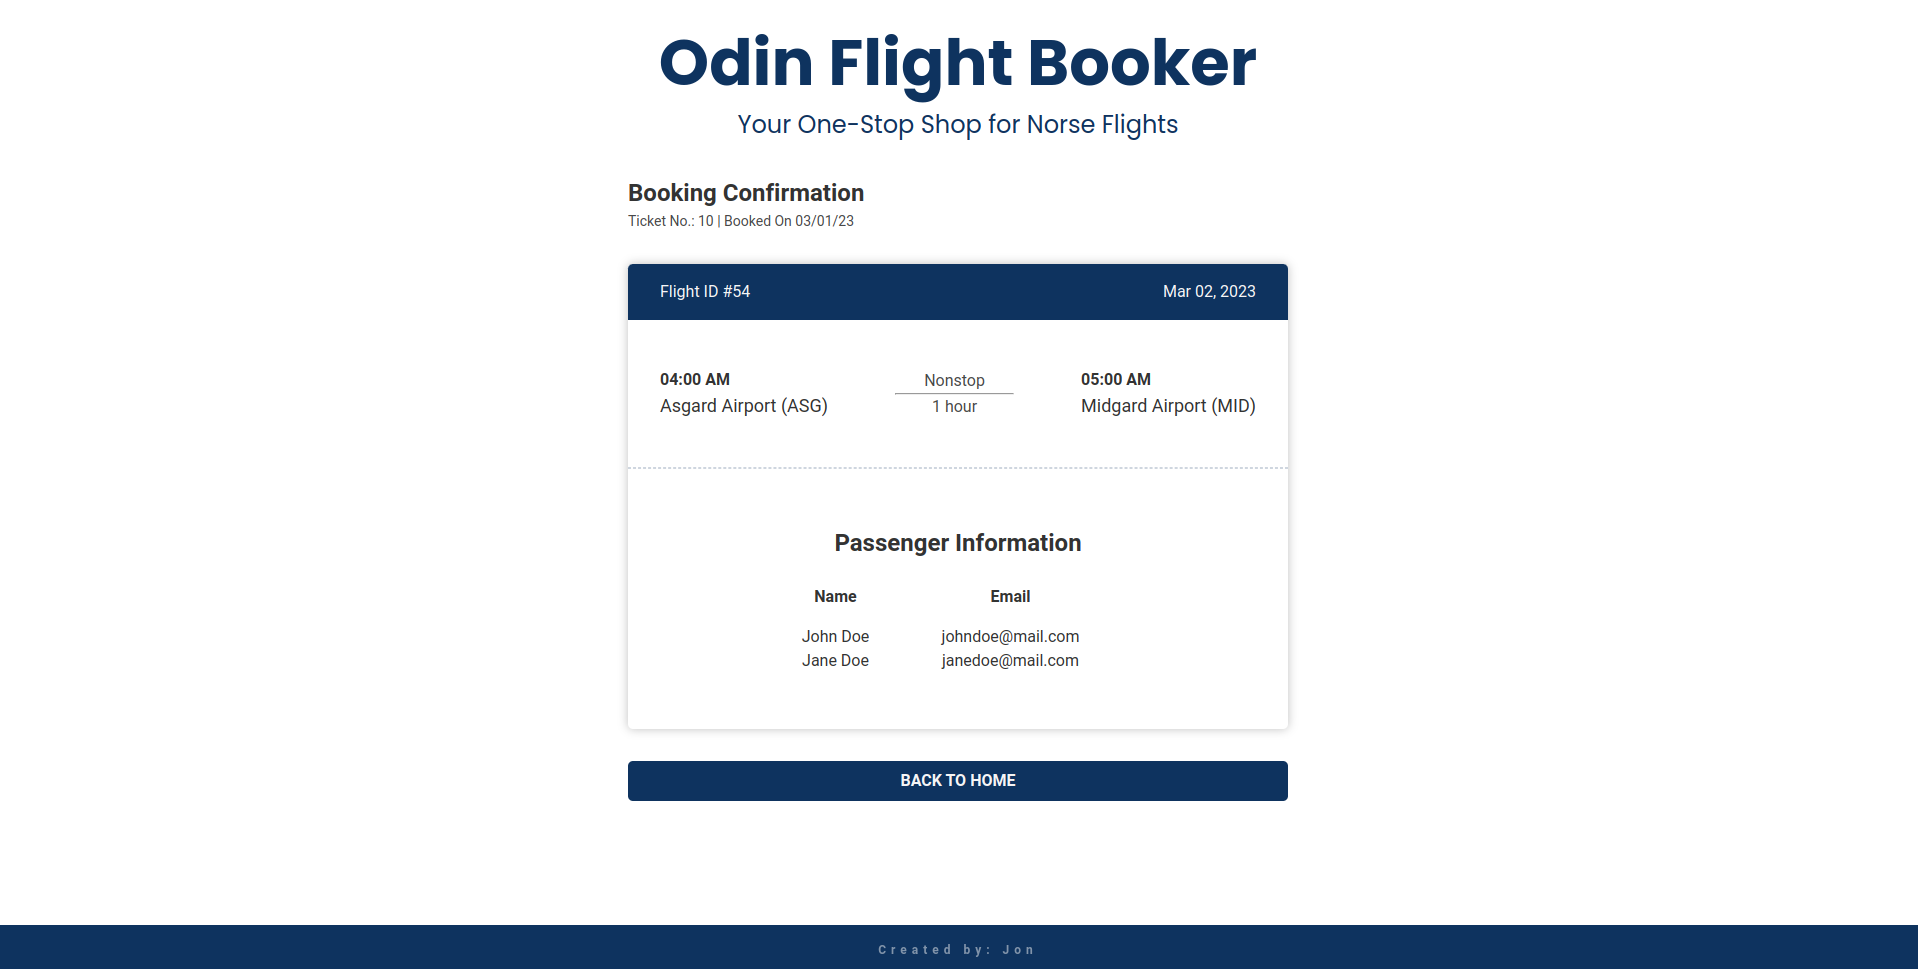 Odin Flight Booker
Your One-Stop Shop for Norse Flights
Booking Confirmation
Ticket No.: 10 | Booked On 03/01/23
Flight ID #54 Mar 02, 2023
04:00 AM Nonstop 05:00 AM
Asgard Airport (ASG) 1 hour Midgard Airport (MID)
Passenger Information
Name Email
John Doe johndoe@mail.com
Jane Doe janedoe@mail.com
BACK TO HOME
Created by: Jon